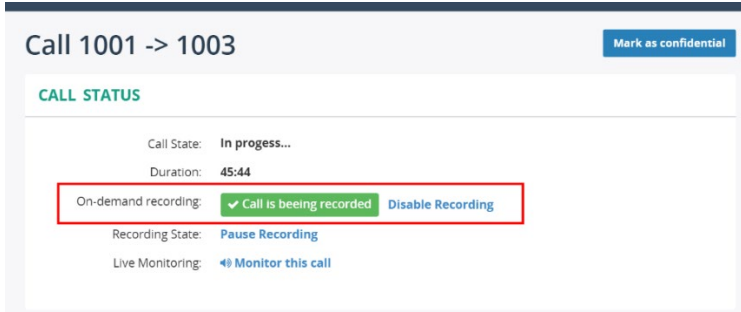 Call 1001 -> 1003
Mark as confidential
CALL STATUS
Call State: In progess...
Duration: 45:44
On-demand recording: Call is beeing recorded Disable Recording
Recording State: Pause Recording
Live Monitoring: Monitor this call